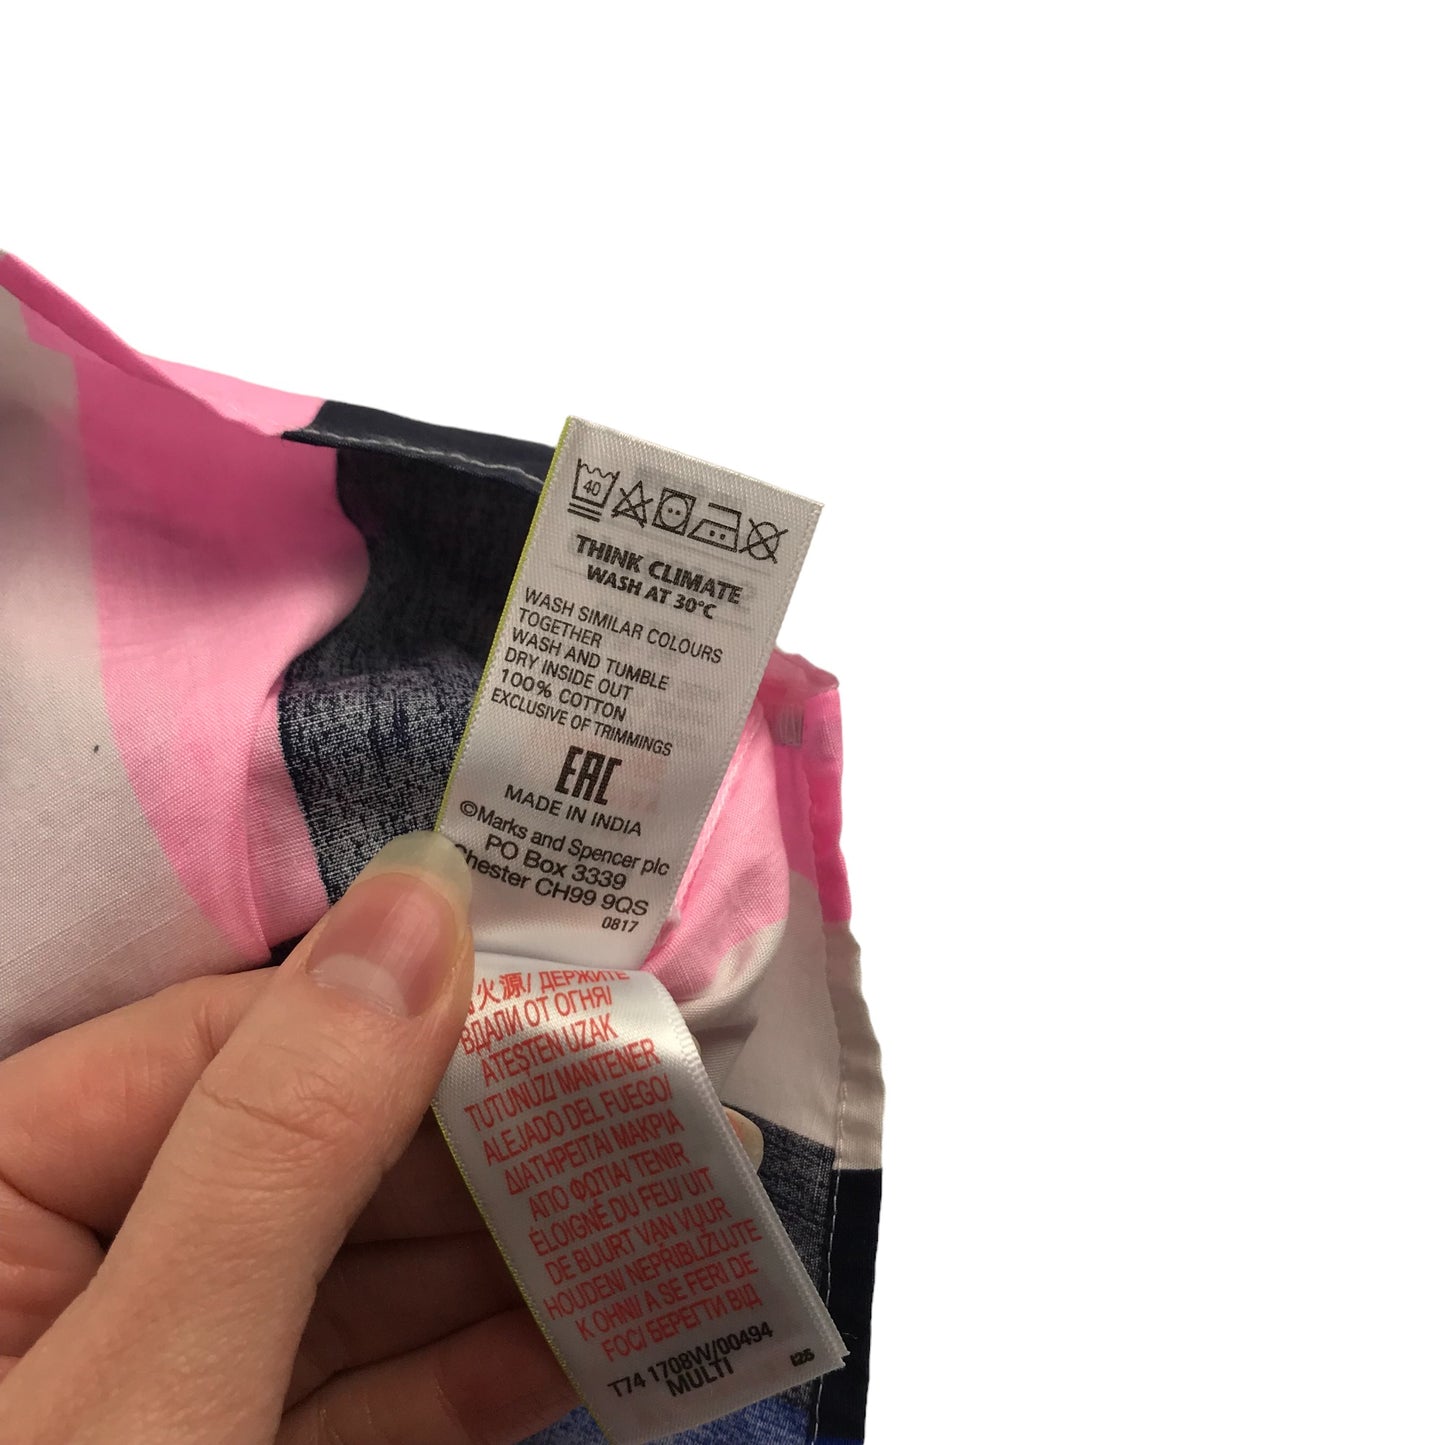 40
THINK CLIMATE
WASH AT 30°C
WASH SIMILAR COLOURS
TOGETHER
WASH AND TUMBLE
DRY INSIDE OUT
100% COTTON
EXCLUSIVE OF TRIMMINGS
EAC
MADE IN INDIA
©Marks and Spencer plc
PO Box 3339
Chester CH99 9QS
0817
火源/ ДЕРЖИТЕ
ВДАЛИ ОТ ОГНЯ/
ATEŞTEN UZAK
TUTUNUZ/ MANTENER
ALEJADO DEL FUEGO/
ΔΙΑΤΗΡΕΙΤΑΙ ΜΑΚΡΙΑ
ΑΠΟ ΦΩΤΙΑ/ TENIR
ÉLOIGNÉ DU FEU/ UIT
DE BUURT VAN VUUR
HOUDEN/ NEPŘIBLIŽUJTE
K OHNI/ A SE FERI DE
FOC/ БЕРЕГТИ ВІД
T74 1708W/00494
MULTI